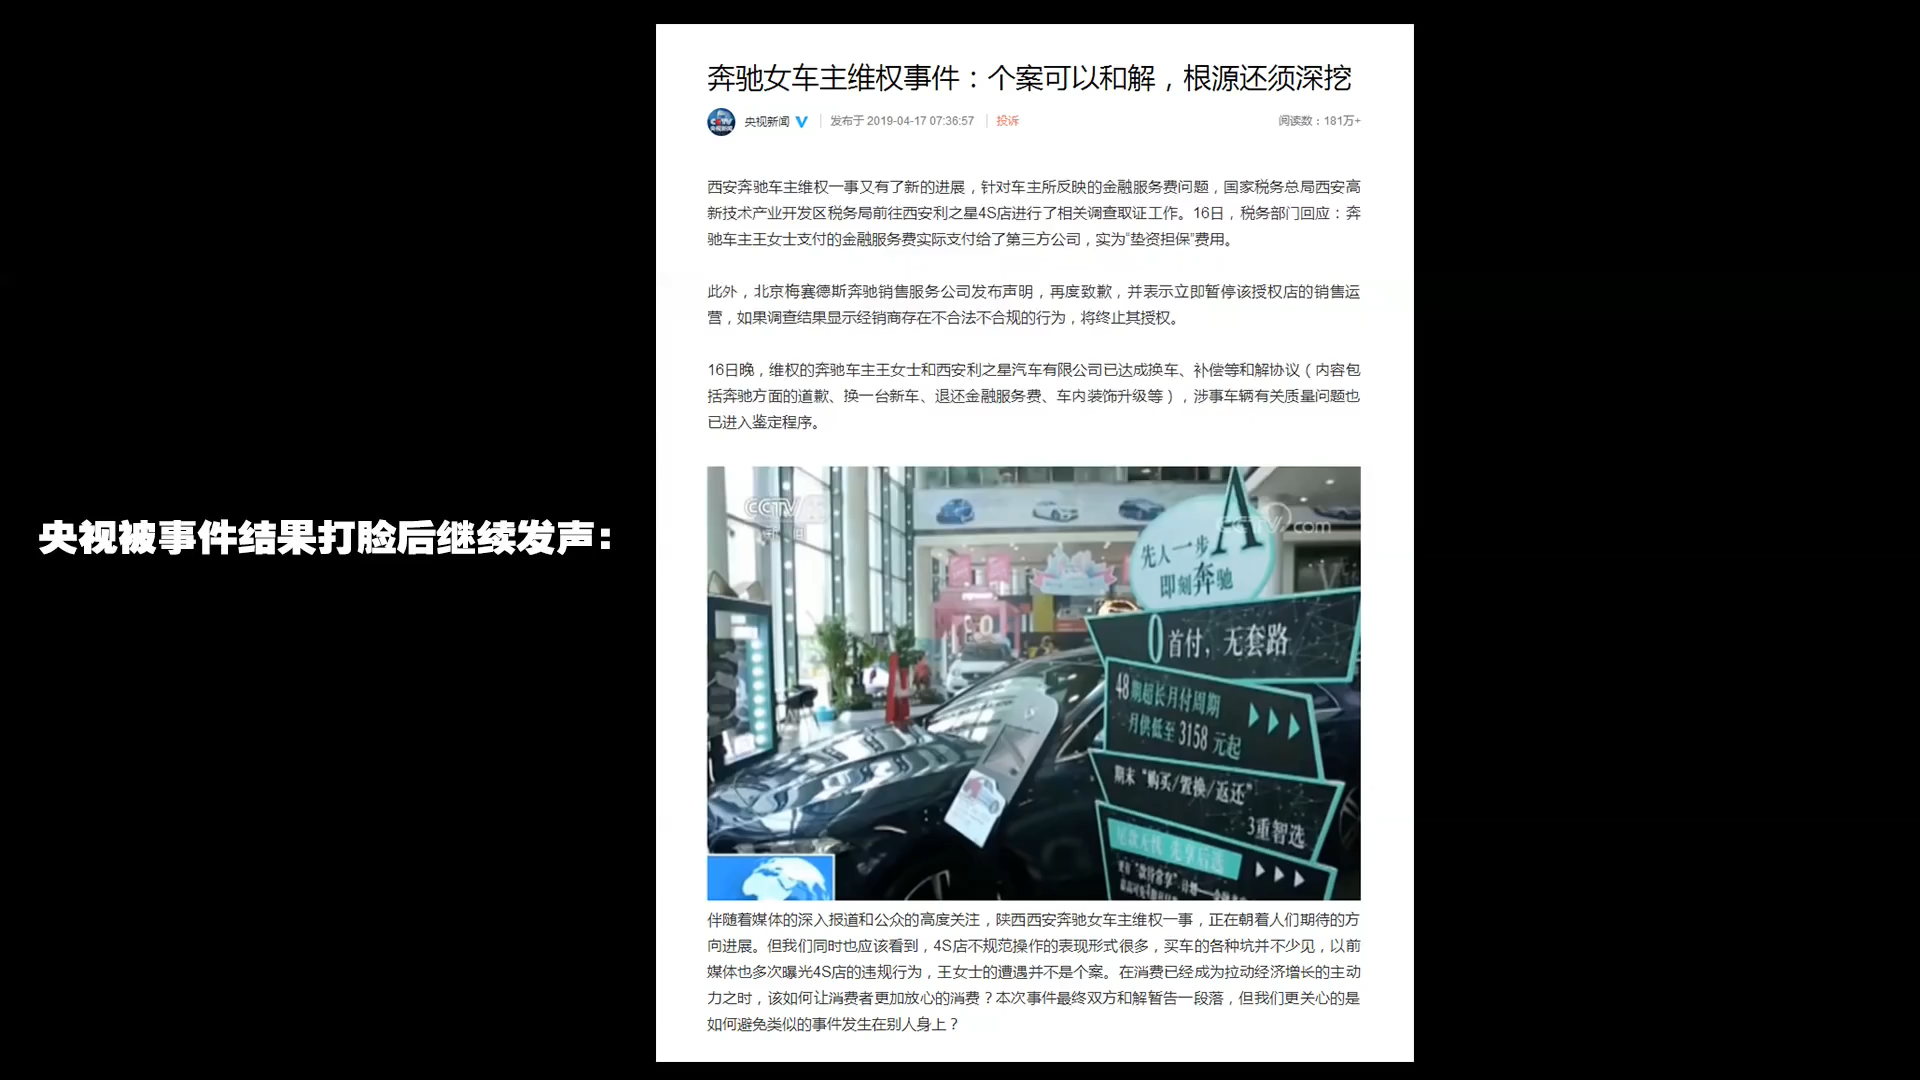 央视被事件结果打脸后继续发声：
奔驰女车主维权事件：个案可以和解，根源还须深挖
央视新闻 发布于 2019-04-17 07:36:57 投诉 阅读数：181万+
西安奔驰车主维权一事又有了新的进展，针对车主所反映的金融服务费问题，国家税务总局西安高
新技术产业开发区税务局前往西安利之星4S店进行了相关调查取证工作。16日，税务部门回应：奔
驰车主王女士支付的金融服务费实际支付给了第三方公司，实为“垫资担保”费用。
此外，北京梅赛德斯奔驰销售服务公司发布声明，再度致歉，并表示立即暂停该授权店的销售运
营，如果调查结果显示经销商存在不合法不合规的行为，将终止其授权。
16日晚，维权的奔驰车主王女士和西安利之星汽车有限公司已达成换车、补偿等和解协议（内容包
括奔驰方面的道歉、换一台新车、退还金融服务费、车内装饰升级等），涉事车辆有关质量问题也
已进入鉴定程序。
CCTV
新闻
A
先人一步
即刻奔驰
0首付，无套路
48期超长月付周期
月供低至3158元起
期末“购买/置换/返还”
3重智选
伴随着媒体的深入报道和公众的高度关注，陕西西安奔驰女车主维权一事，正在朝着人们期待的方
向进展。但我们同时也应该看到，4S店不规范操作的表现形式很多，买车的各种坑并不少见，以前
媒体也多次曝光4S店的违规行为，王女士的遭遇并不是个案。在消费已经成为拉动经济增长的主动
力之时，该如何让消费者更加放心的消费？本次事件最终双方和解暂告一段落，但我们更关心的是
如何避免类似的事件发生在别人身上？